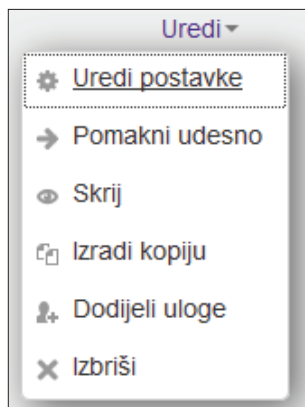 Uredi
Uredi postavke
Pomakni udesno
Skrij
Izradi kopiju
Dodijeli uloge
Izbriši